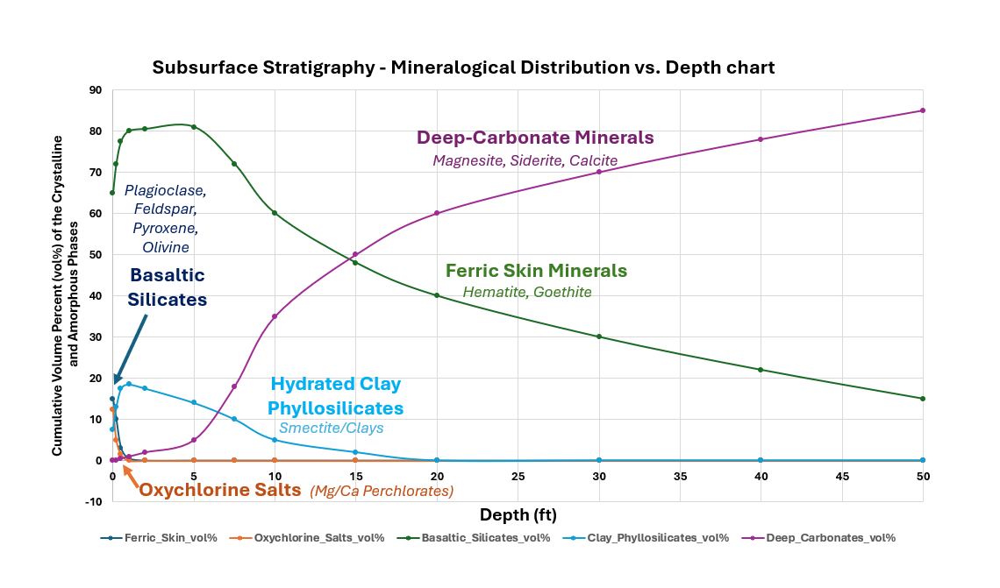 Subsurface Stratigraphy - Mineralogical Distribution vs. Depth chart
Cumulative Volume Percent (vol%) of the Crystalline
and Amorphous Phases
90
80
70
60
50
40
30
20
10
0
-10
Deep-Carbonate Minerals
Magnesite, Siderite, Calcite
Plagioclase,
Feldspar,
Pyroxene,
Olivine
Basaltic
Silicates
Ferric Skin Minerals
Hematite, Goethite
Hydrated Clay
Phyllosilicates
Smectite/Clays
0 5 10 15 20 25 30 35 40 45 50
Oxychlorine Salts (Mg/Ca Perchlorates)
Depth (ft)
Ferric_Skin_vol% Oxychlorine_Salts_vol% Basaltic_Silicates_vol% Clay_Phyllosilicates_vol% Deep_Carbonates_vol%